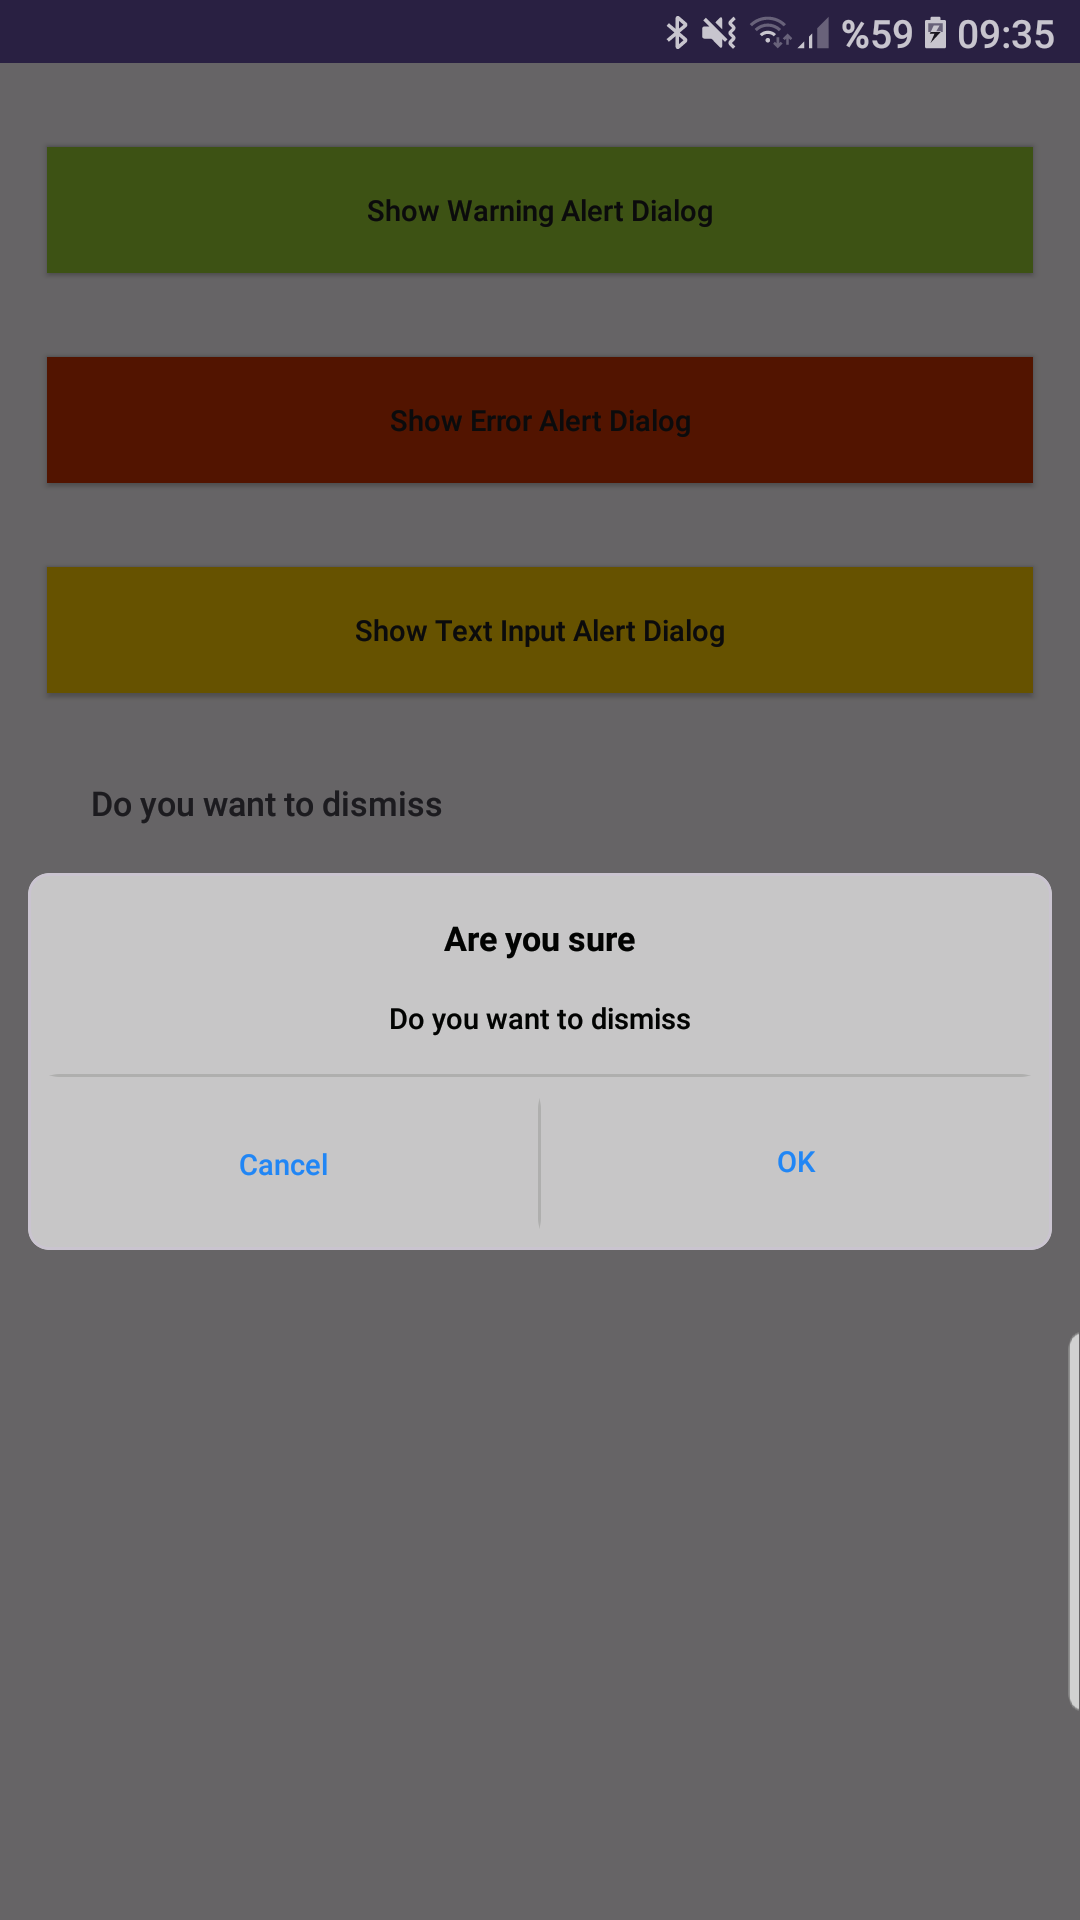 %59 09:35
Show Warning Alert Dialog
Show Error Alert Dialog
Show Text Input Alert Dialog
Do you want to dismiss
Are you sure
Do you want to dismiss
Cancel OK